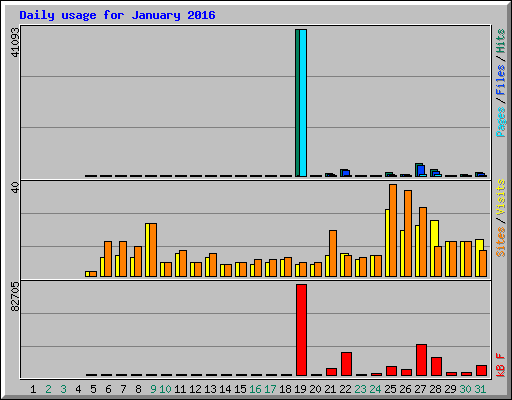 Daily usage for January 2016
41093
Pages / Files / Hits
40
Sites / Visits
82705
kB F
1 2 3 4 5 6 7 8 9 10 11 12 13 14 15 16 17 18 19 20 21 22 23 24 25 26 27 28 29 30 31